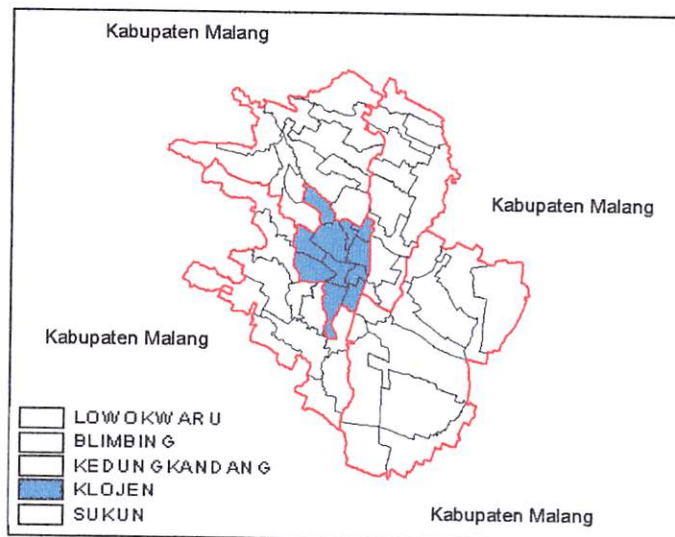 Kabupaten Malang
Kabupaten Malang
Kabupaten Malang
LOWOKWARU
BLIMBING
KEDUNGKANDANG
KLOJEN
SUKUN
Kabupaten Malang